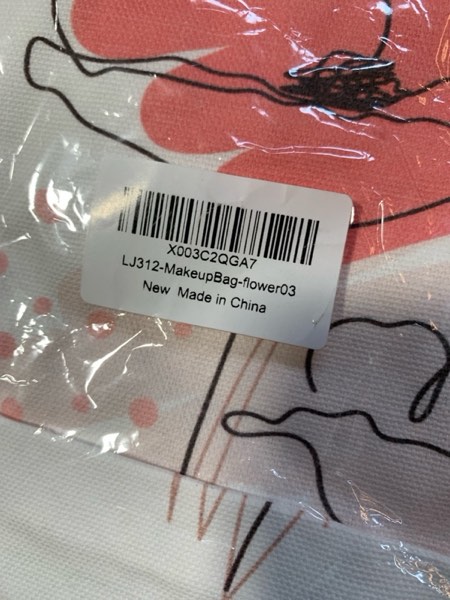 X003C2QGA7
LJ312-MakeupBag-flower03
New Made in China